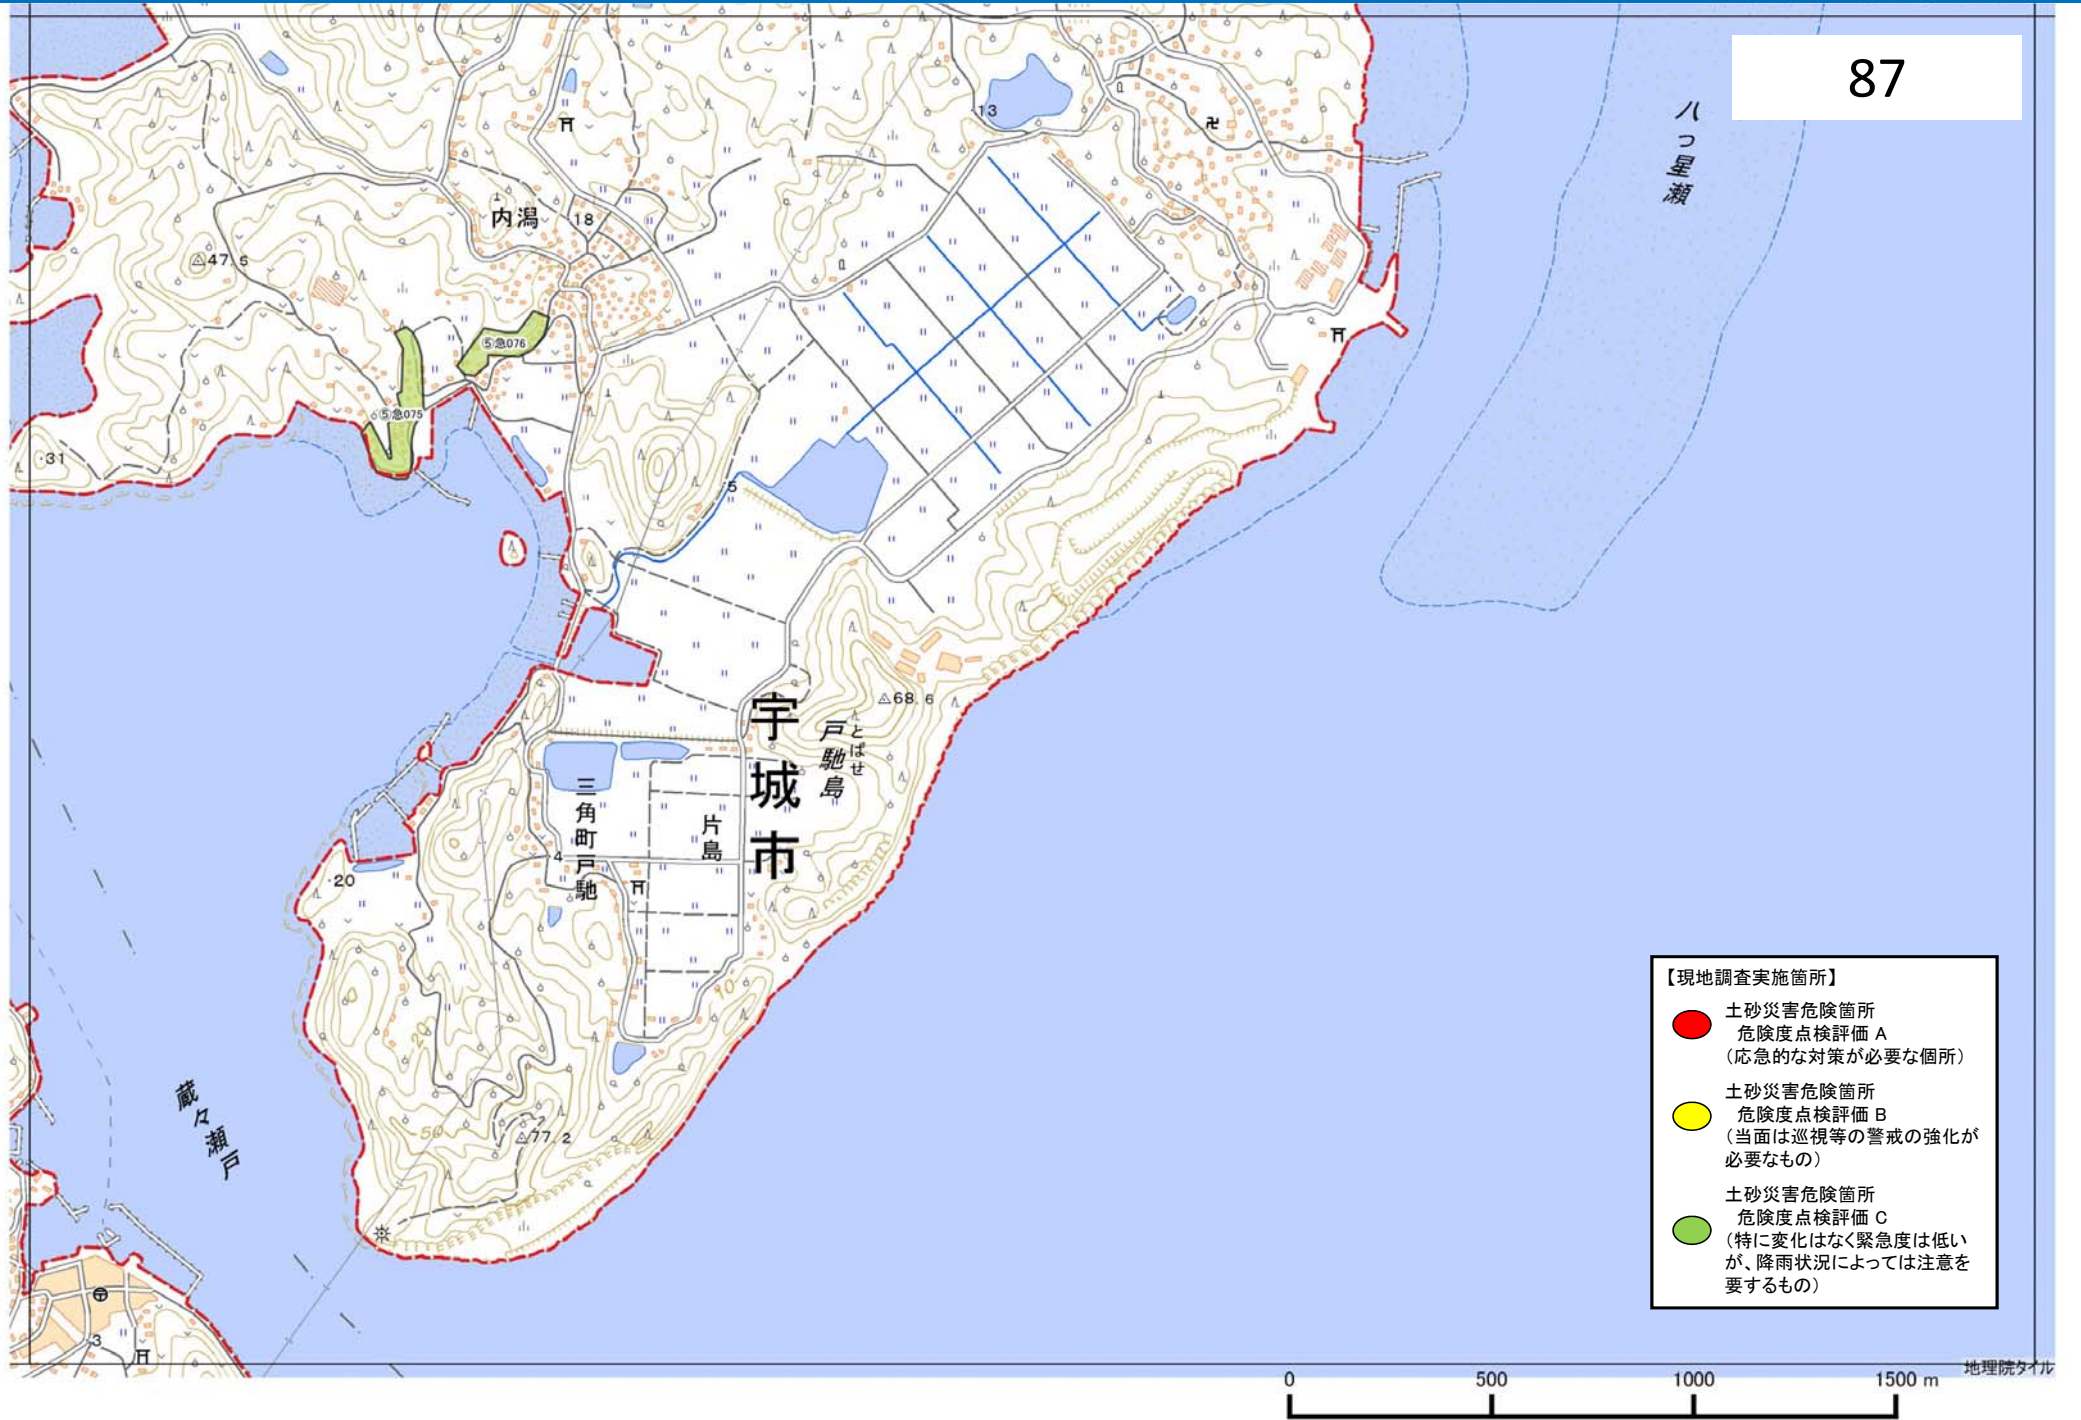 87
八つ星瀬
13
内潟
18
47.5
⑤急076
⑤急075
31
5
68.6
宇城市
戸馳島
とばせ
三角町戸馳
片島
4
20
10
20
50
77.2
蔵々瀬戸
3
【現地調査実施箇所】
土砂災害危険箇所
危険度点検評価 A
（応急的な対策が必要な個所）
土砂災害危険箇所
危険度点検評価 B
（当面は巡視等の警戒の強化が
必要なもの）
土砂災害危険箇所
危険度点検評価 C
（特に変化はなく緊急度は低い
が、降雨状況によっては注意を
要するもの）
地理院タイル
0 500 1000 1500 m